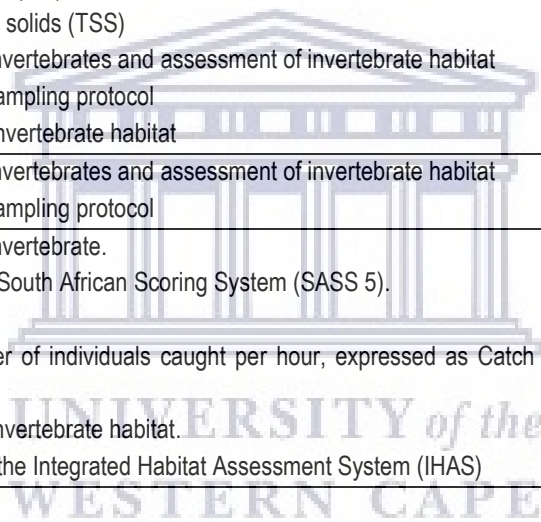 solids (TSS)
nvertebrates and assessment of invertebrate habitat
ampling protocol
nvertebrate habitat
nvertebrates and assessment of invertebrate habitat
ampling protocol
nvertebrate.
South African Scoring System (SASS 5).
er of individuals caught per hour, expressed as Catch
nvertebrate habitat.
the Integrated Habitat Assessment System (IHAS)
UNIVERSITY of the
WESTERN CAPE